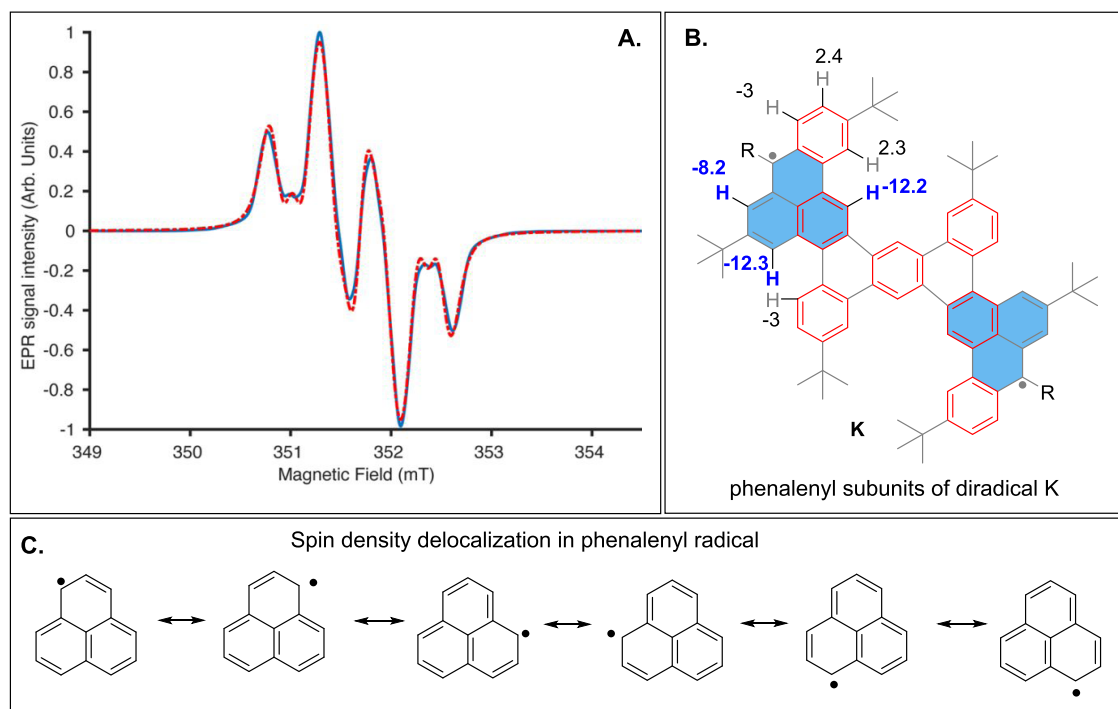 A.
EPR signal intensity (Arb. Units)
1
0.8
0.6
0.4
0.2
0
-0.2
-0.4
-0.6
-0.8
-1
349 350 351 352 353 354
Magnetic Field (mT)
B.
2.4
H
-3
H
R
2.3
H
-8.2
H
H -12.2
-12.3
H
H
-3
R
K
phenalenyl subunits of diradical K
C.
Spin density delocalization in phenalenyl radical